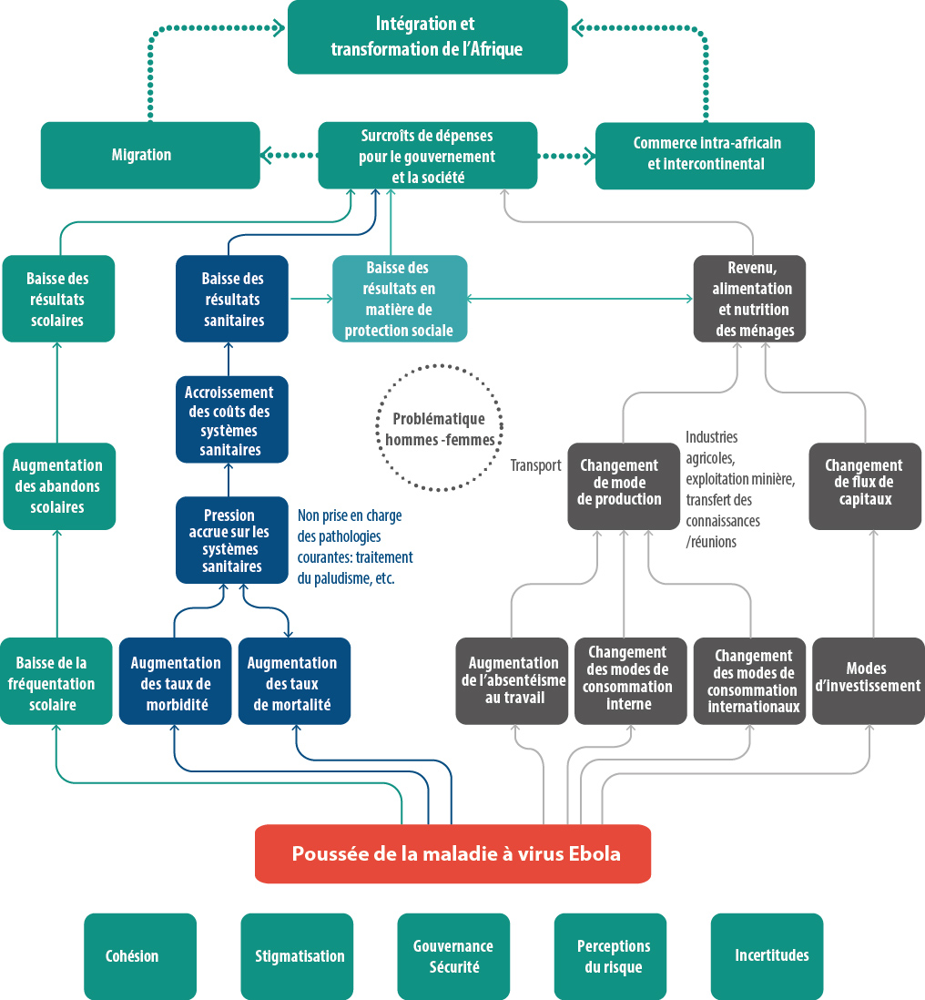 Intégration et
transformation de l’Afrique
Migration
Surcroîts de dépenses
pour le gouvernement
et la société
Commerce intra-africain
et intercontinental
Baisse des
résultats
scolaires
Baisse des
résultats
sanitaires
Baisse des
résultats en
matière de
protection sociale
Revenu,
alimentation
et nutrition
des ménages
Accroissement
des coûts des
systèmes
sanitaires
Problématique
hommes -femmes
Augmentation
des abandons
scolaires
Transport
Changement
de mode
de production
Industries
agricoles,
exploitation minière,
transfert des
connaissances
/réunions
Changement
de flux de
capitaux
Pression
accrue sur les
systèmes
sanitaires
Non prise en charge
des pathologies
courantes: traitement
du paludisme, etc.
Baisse de la
fréquentation
scolaire
Augmentation
des taux de
morbidité
Augmentation
des taux
de mortalité
Augmentation
de l’absentéisme
au travail
Changement
des modes de
consommation
interne
Changement
des modes de
consommation
internationaux
Modes
d’investissement
Poussée de la maladie à virus Ebola
Cohésion
Stigmatisation
Gouvernance
Sécurité
Perceptions
du risque
Incertitudes